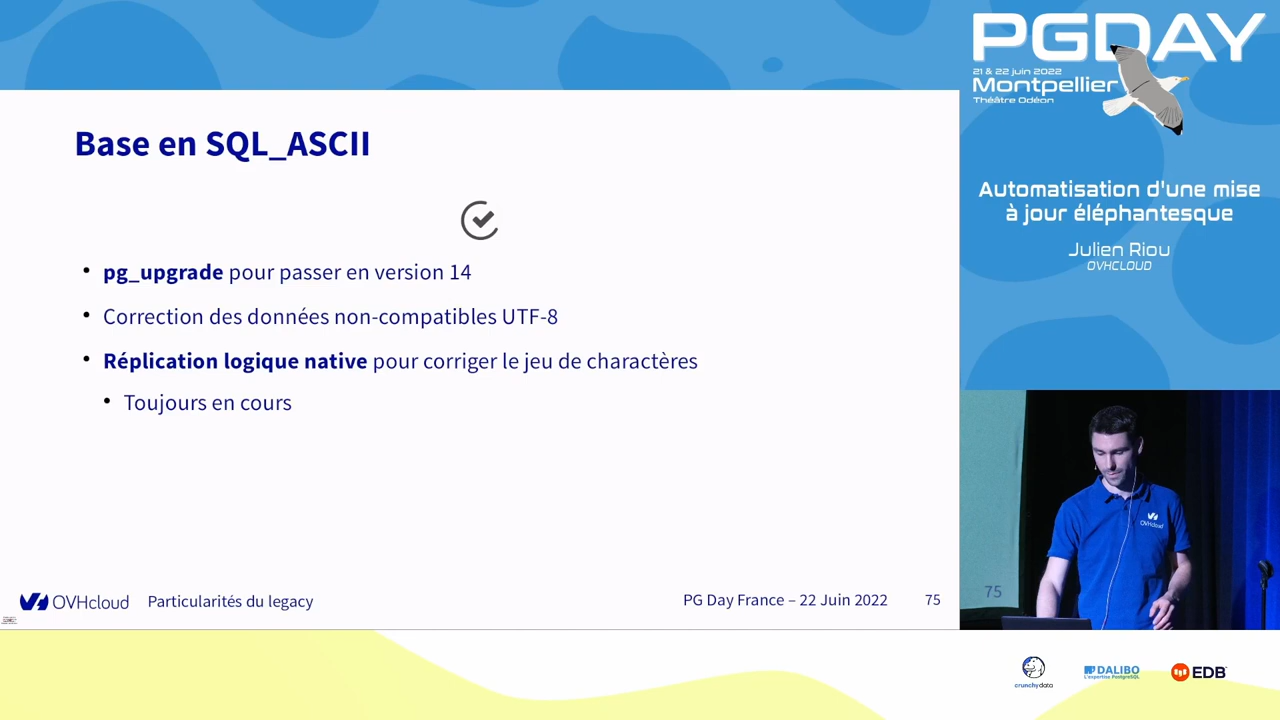 Base en SQL_ASCII
pg_upgrade pour passer en version 14
Correction des données non-compatibles UTF-8
Réplication logique native pour corriger le jeu de charactères
Toujours en cours
OVHcloud
Particularités du legacy
PG Day France – 22 Juin 2022
75
PGDAY
21 & 22 juin 2022
Montpellier
Théâtre Odéon
Automatisation d'une mise
à jour éléphantesque
Julien Riou
OVHCLOUD
OVHcloud
75
crunchydata
DALIBO
L'expertise PostgreSQL
EDB